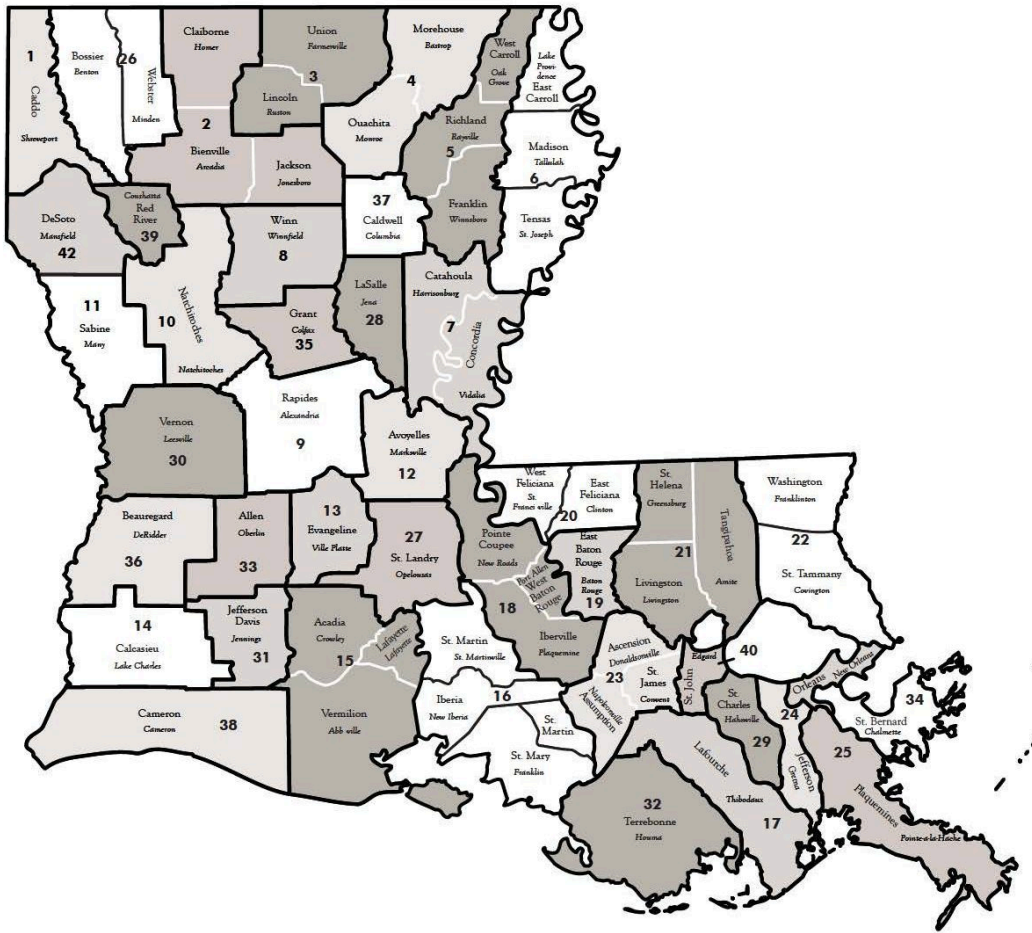 1
Caddo
Shreveport
Bossier
Benton
26
Webster
Minden
Claiborne
Homer
2
Bienville
Arcadia
Jackson
Jonesboro
Union
Farmerville
3
Lincoln
Ruston
Morehouse
Bastrop
4
Ouachita
Monroe
West
Carroll
Oak
Grove
Richland
Rayville
5
Franklin
Winnsboro
Lake
Provi-
dence
East
Carroll
Madison
Tallulah
6
Tensas
St. Joseph
DeSoto
Mansfield
42
Coushatta
Red
River
39
Winn
Winnfield
8
37
Caldwell
Columbia
Catahoula
Harrisonburg
7
Concordia
Vidalia
LaSalle
Jena
28
11
Sabine
Many
10
Natchitoches
Natchitoches
Grant
Colfax
35
Rapides
Alexandria
9
Vernon
Leesville
30
Avoyelles
Marksville
12
Beauregard
DeRidder
36
Allen
Oberlin
33
13
Evangeline
Ville Platte
27
St. Landry
Opelousas
Pointe
Coupee
New Roads
Port Allen
West
Baton
Rouge
18
Iberville
Plaquemine
West
Feliciana
St.
Franci ville
20
East
Feliciana
Clinton
East
Baton
Rouge
Baton
Rouge
19
St.
Helena
Greensburg
Tangipahoa
Amite
21
Livingston
Livingston
Washington
Franklinton
22
St. Tammany
Covington
14
Calcasieu
Lake Charles
Jefferson
Davis
Jennings
31
Acadia
Crowley
15
Lafayette
Lafayette
Vermilion
Abb ville
Cameron
Cameron
38
St. Martin
St. Martinville
16
Iberia
New Iberia
St.
Martin
St. Mary
Franklin
Ascension
Donaldsonville
23
St.
James
Convent
Napoleonville
Assumption
Edgard
St. John
40
St.
Charles
Hahnville
29
24
Jefferson
Gretna
Orleans
New Orleans
34
St. Bernard
Chalmette
25
Plaquemines
Pointe-a-la-Hache
Lafourche
Thibodaux
17
32
Terrebonne
Houma